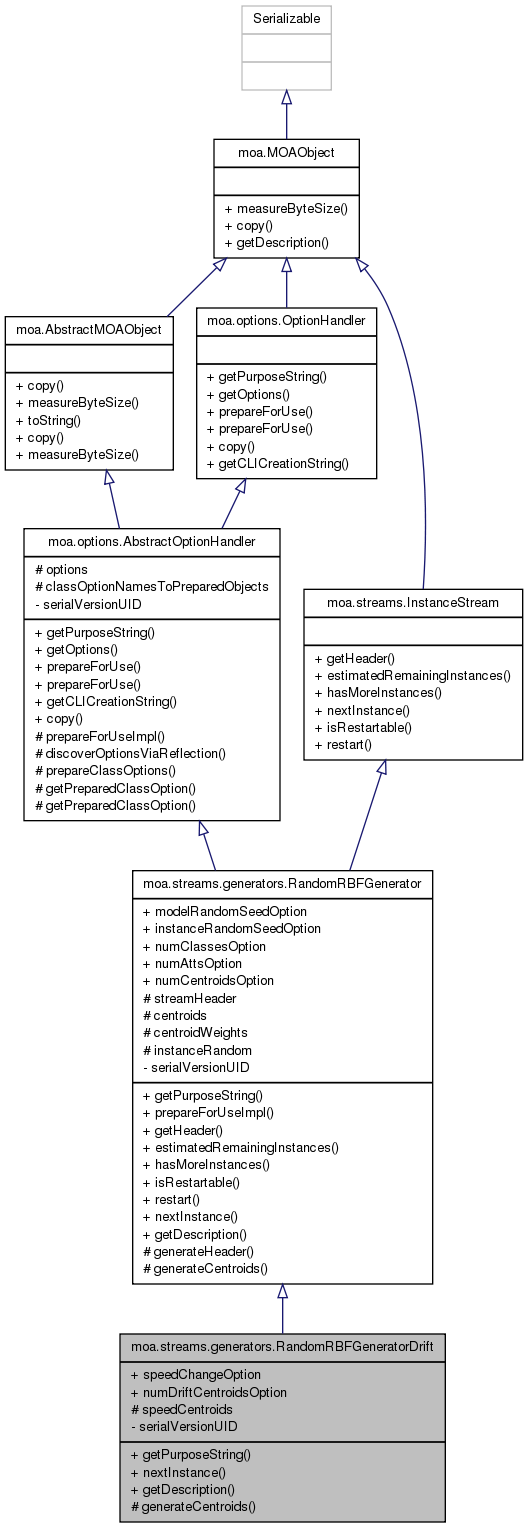 Serializable
moa.MOAObject
+ measureByteSize()
+ copy()
+ getDescription()
moa.AbstractMOAObject
+ copy()
+ measureByteSize()
+ toString()
+ copy()
+ measureByteSize()
moa.options.OptionHandler
+ getPurposeString()
+ getOptions()
+ prepareForUse()
+ prepareForUse()
+ copy()
+ getCLICreationString()
moa.options.AbstractOptionHandler
# options
# classOptionNamesToPreparedObjects
- serialVersionUID
+ getPurposeString()
+ getOptions()
+ prepareForUse()
+ prepareForUse()
+ getCLICreationString()
+ copy()
# prepareForUseImpl()
# discoverOptionsViaReflection()
# prepareClassOptions()
# getPreparedClassOption()
# getPreparedClassOption()
moa.streams.InstanceStream
+ getHeader()
+ estimatedRemainingInstances()
+ hasMoreInstances()
+ nextInstance()
+ isRestartable()
+ restart()
moa.streams.generators.RandomRBFGenerator
+ modelRandomSeedOption
+ instanceRandomSeedOption
+ numClassesOption
+ numAttsOption
+ numCentroidsOption
# streamHeader
# centroids
# centroidWeights
# instanceRandom
- serialVersionUID
+ getPurposeString()
+ prepareForUseImpl()
+ getHeader()
+ estimatedRemainingInstances()
+ hasMoreInstances()
+ isRestartable()
+ restart()
+ nextInstance()
+ getDescription()
# generateHeader()
# generateCentroids()
moa.streams.generators.RandomRBFGeneratorDrift
+ speedChangeOption
+ numDriftCentroidsOption
# speedCentroids
- serialVersionUID
+ getPurposeString()
+ nextInstance()
+ getDescription()
# generateCentroids()